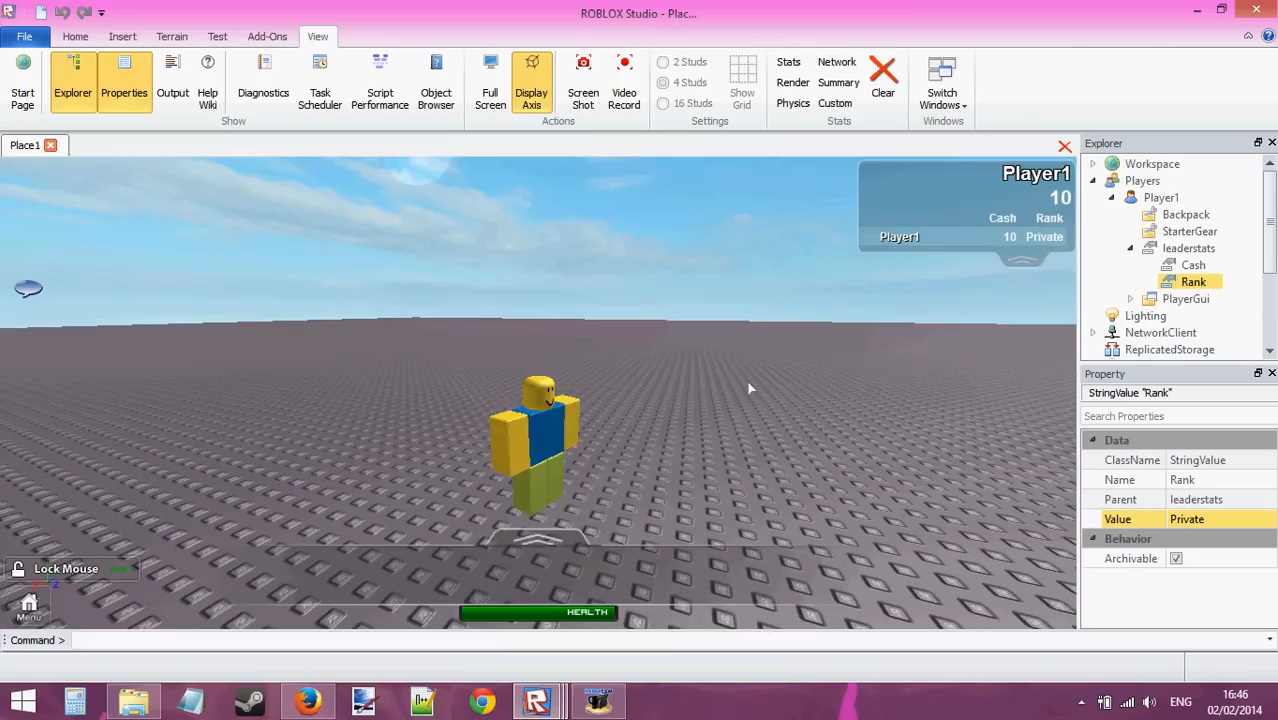 ROBLOX Studio - Plac...
File Home Insert Terrain Test Add-Ons View
Start Page
Explorer
Properties
Output
Help Wiki
Show
Diagnostics
Task Scheduler
Script Performance
Object Browser
Full Screen
Display Axis
Actions
Screen Shot
Video Record
2 Studs
4 Studs
16 Studs
Show Grid
Settings
Stats Network
Render Summary
Physics Custom
Clear
Stats
Switch Windows
Windows
Place1
Player1
10
Cash Rank
Player1 10 Private
Lock Mouse
Menu
HEALTH
Command >
Explorer
Workspace
Players
Player1
Backpack
StarterGear
leaderstats
Cash
Rank
PlayerGui
Lighting
NetworkClient
ReplicatedStorage
Property
StringValue "Rank"
Search Properties
Data
ClassName StringValue
Name Rank
Parent leaderstats
Value Private
Behavior
Archivable
ENG
16:46
02/02/2014